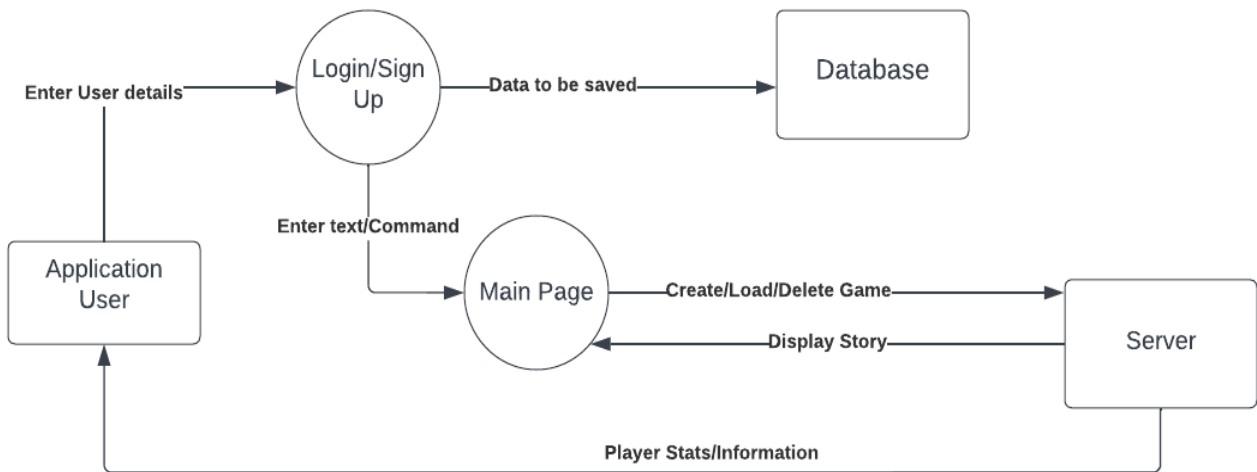 Login/Sign
Up
Database
Enter User details
Data to be saved
Enter text/Command
Application
User
Main Page
Create/Load/Delete Game
Server
Display Story
Player Stats/Information